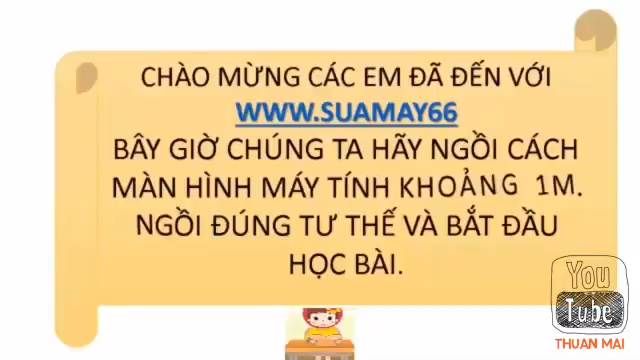 CHÀO MỪNG CÁC EM ĐÃ ĐẾN VỚI
WWW.SUAMAY66
BÂY GIỜ CHÚNG TA HÃY NGỒI CÁCH
MÀN HÌNH MÁY TÍNH KHOẢNG 1M.
NGỒI ĐÚNG TƯ THẾ VÀ BẮT ĐẦU
HỌC BÀI.
You
Tube
THUAN MAI